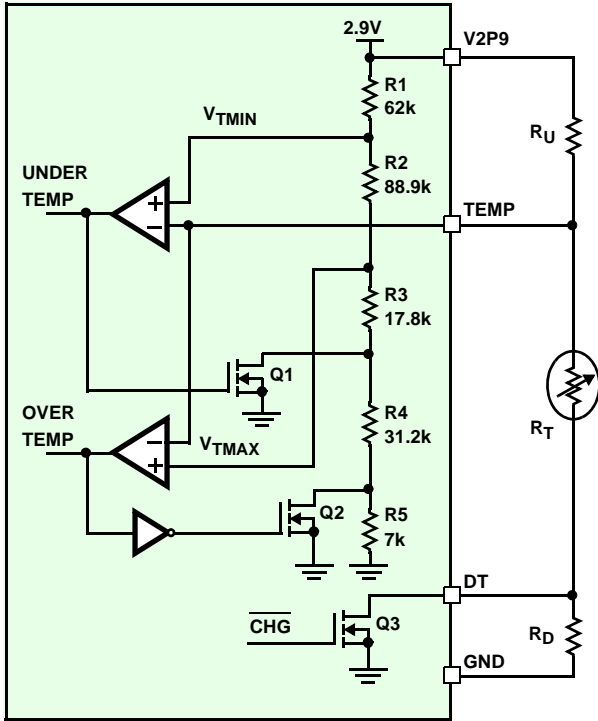 2.9V
V2P9
R1
62k
VTMIN
RU
R2
88.9k
UNDER
TEMP
+
−
TEMP
R3
17.8k
Q1
RT
OVER
TEMP
−
+
VTMAX
R4
31.2k
Q2
R5
7k
DT
CHG
Q3
RD
GND